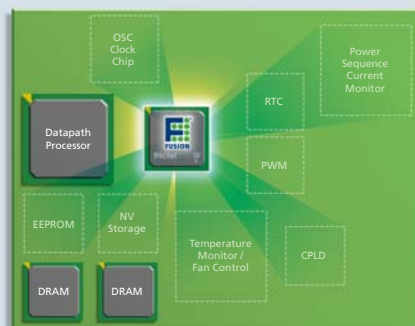 OSC
Clock
Chip
Power
Sequence
Current
Monitor
RTC
Datapath
Processor
FUSION
Actel
PWM
EEPROM
NV
Storage
Temperature
Monitor /
Fan Control
CPLD
DRAM
DRAM